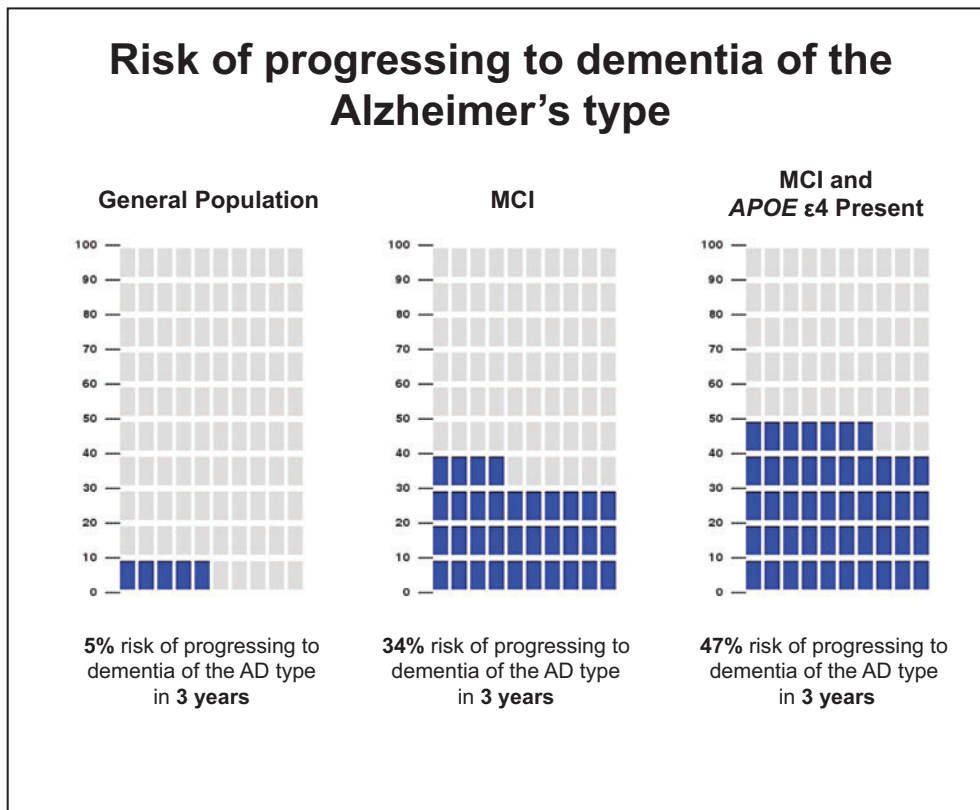 Risk of progressing to dementia of the
Alzheimer’s type
General Population
100
90
80
70
60
50
40
30
20
10
0
5% risk of progressing to
dementia of the AD type
in 3 years
MCI
100
90
80
70
60
50
40
30
20
10
0
34% risk of progressing to
dementia of the AD type
in 3 years
MCI and
APOE ε4 Present
100
90
80
70
60
50
40
30
20
10
0
47% risk of progressing to
dementia of the AD type
in 3 years